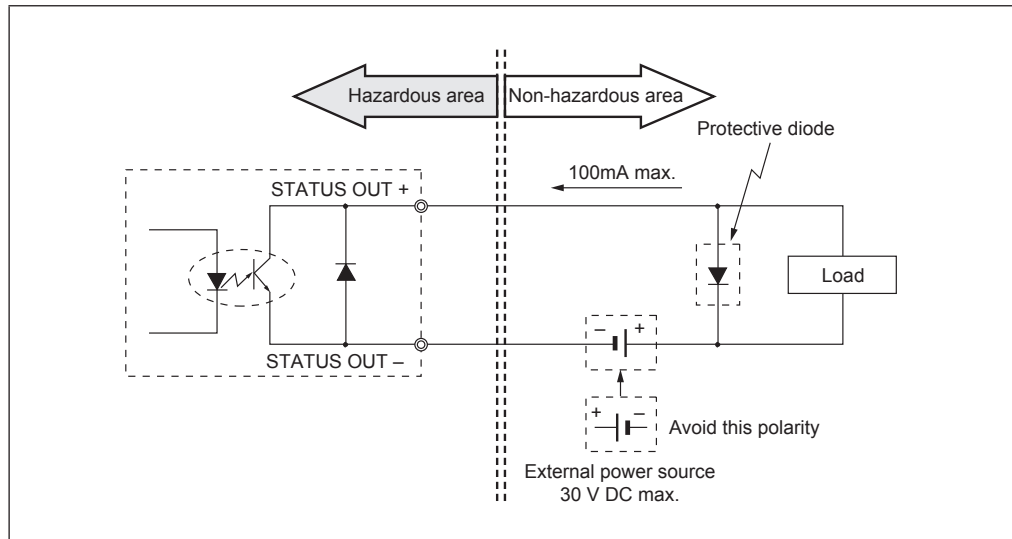 Hazardous area
Non-hazardous area
Protective diode
100mA max.
STATUS OUT +
Load
STATUS OUT –
– +
+ –
Avoid this polarity
External power source
30 V DC max.